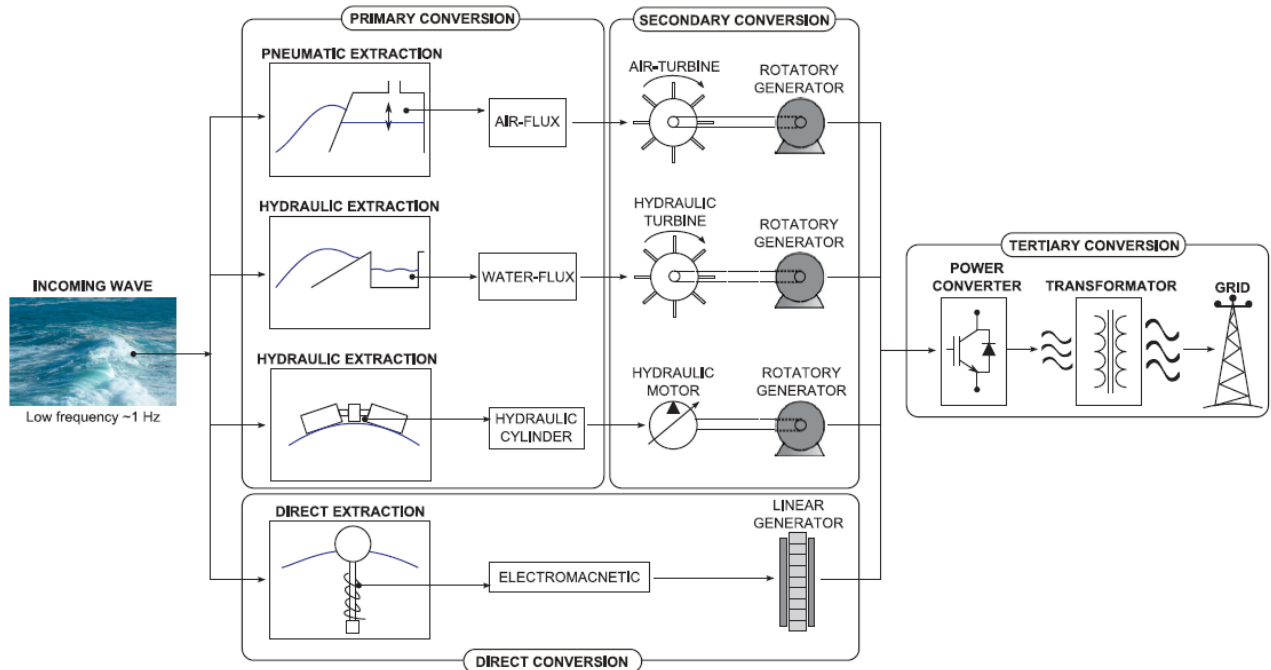 PRIMARY CONVERSION
SECONDARY CONVERSION
PNEUMATIC EXTRACTION
AIR-FLUX
AIR-TURBINE
ROTATORY
GENERATOR
HYDRAULIC EXTRACTION
WATER-FLUX
HYDRAULIC
TURBINE
ROTATORY
GENERATOR
INCOMING WAVE
Low frequency ~1 Hz
HYDRAULIC EXTRACTION
HYDRAULIC
CYLINDER
HYDRAULIC
MOTOR
ROTATORY
GENERATOR
DIRECT EXTRACTION
ELECTROMACNETIC
LINEAR
GENERATOR
DIRECT CONVERSION
TERTIARY CONVERSION
POWER
CONVERTER
TRANSFORMATOR
GRID